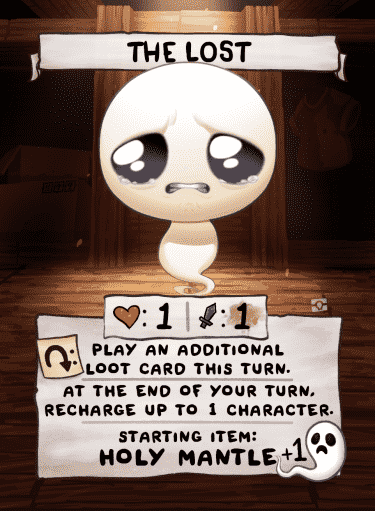 THE LOST
: 1 | : 1
: PLAY AN ADDITIONAL
LOOT CARD THIS TURN.
AT THE END OF YOUR TURN,
RECHARGE UP TO 1 CHARACTER.
STARTING ITEM:
HOLY MANTLE +1